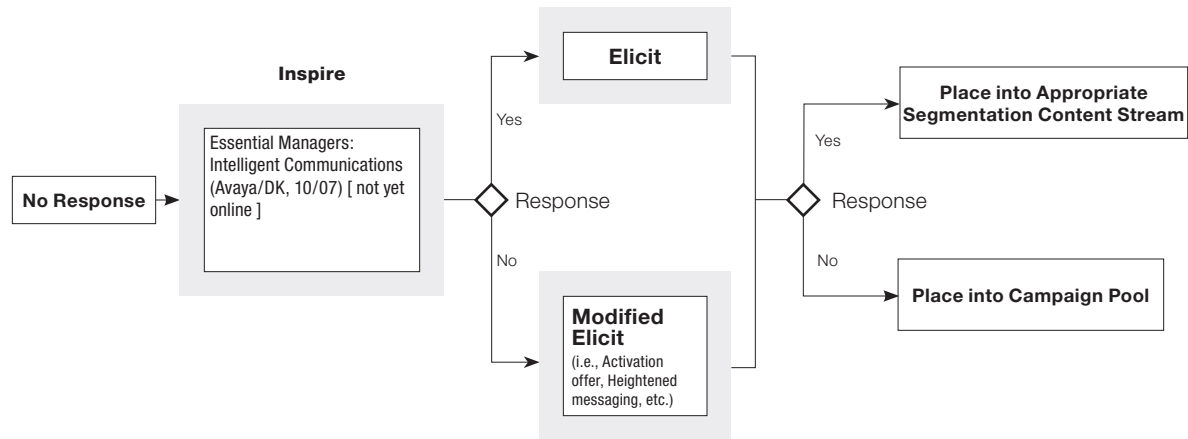 Inspire
No Response
Essential Managers:
Intelligent Communications
(Avaya/DK, 10/07) [ not yet
online ]
Yes
Response
No
Elicit
Modified
Elicit
(i.e., Activation
offer, Heightened
messaging, etc.)
Yes
Response
No
Place into Appropriate
Segmentation Content Stream
Place into Campaign Pool